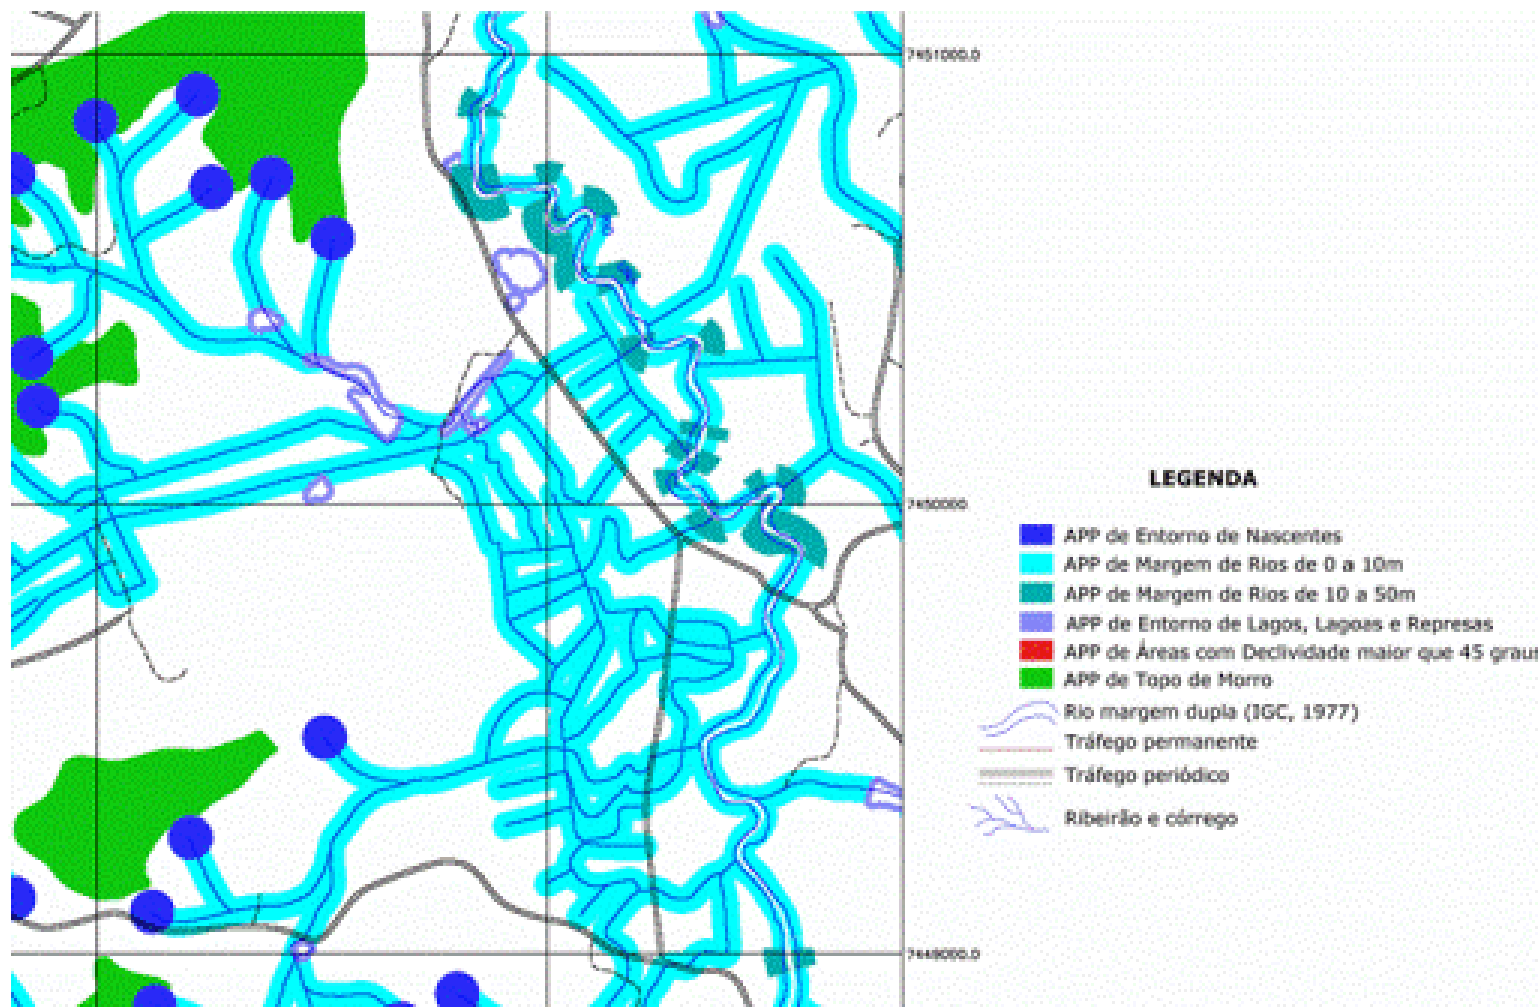 7451000.0
7450000.0
LEGENDA
APP de Entorno de Nascentes
APP de Margem de Rios de 0 a 10m
APP de Margem de Rios de 10 a 50m
APP de Entorno de Lagos, Lagoas e Represas
APP de Áreas com Declividade maior que 45 graus
APP de Topo de Morro
Rio margem dupla (IGC, 1977)
Tráfego permanente
Tráfego periódico
Ribeirão e córrego
7449000.0